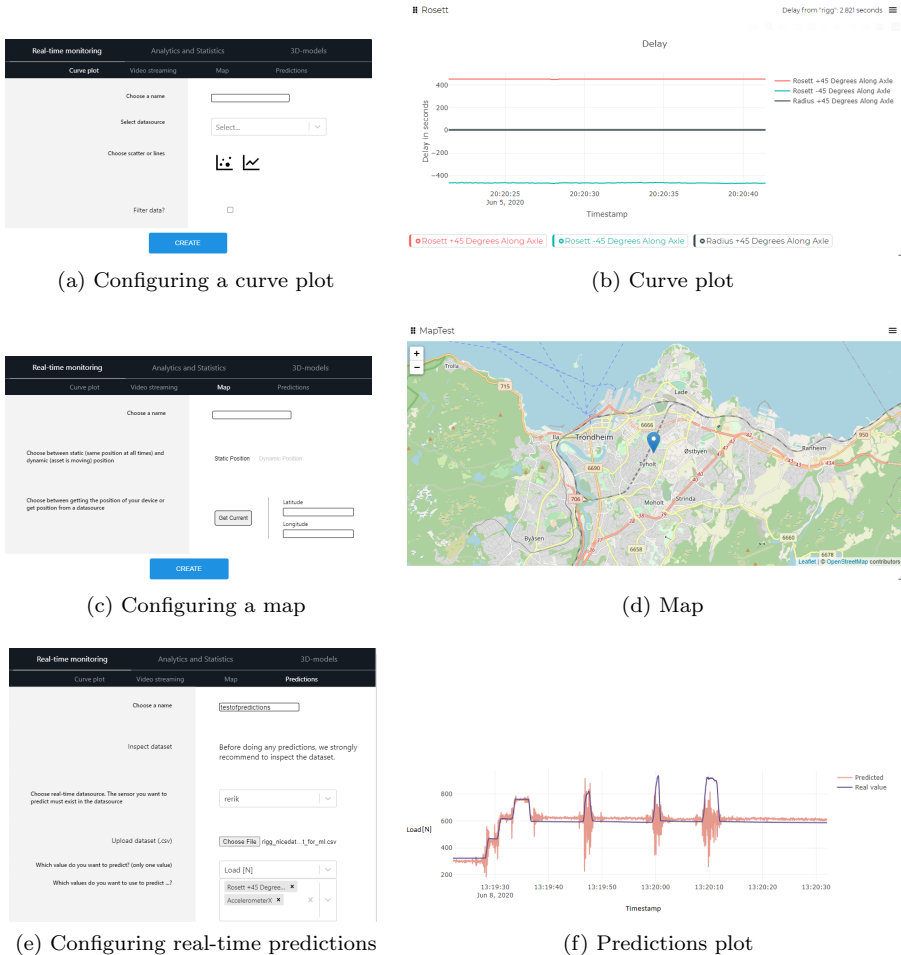 Real-time monitoring Analytics and Statistics 3D-models
Curve plot Video streaming Map Predictions
Choose a name
Select datasource
Select...
Choose scatter or lines
Filter data?
CREATE
(a) Configuring a curve plot
Rosett
Delay from "rigg": 2.821 seconds
Delay
Delay in seconds
400
200
0
−200
−400
20:20:25 20:20:30 20:20:35 20:20:40
Jun 5, 2020
Timestamp
Rosett +45 Degrees Along Axle
Rosett -45 Degrees Along Axle
Radius +45 Degrees Along Axle
Rosett +45 Degrees Along Axle Rosett -45 Degrees Along Axle Radius +45 Degrees Along Axle
(b) Curve plot
Real-time monitoring Analytics and Statistics 3D-models
Curve plot Video streaming Map Predictions
Choose a name
Choose between static (same position at all times) and
dynamic (asset is moving) position
Static Position Dynamic Position
Choose between getting the position of your device or
get position from a datasource
Get Current
Latitude
Longitude
CREATE
(c) Configuring a map
MapTest
+
−
Trolla
715
Lade
Ila
Trondheim
6668
Tyholt
Østbyen
Ranheim
950
434
42
6690
706
Moholt
Strinda
Byåsen
6658
6660
6678
Leaflet | © OpenStreetMap contributors
(d) Map
Real-time monitoring Analytics and Statistics 3D-models
Curve plot Video streaming Map Predictions
Choose a name
testofpredictions
Inspect dataset
Before doing any predictions, we strongly
recommend to inspect the dataset.
Choose real-time datasource. The sensor you want to
predict must exist in the datasource
rerik
Upload dataset (.csv)
Choose File rigg_nicedat...t_for_ml.csv
Which value do you want to predict? (only one value)
Load [N]
Which values do you want to use to predict ...?
Rosett +45 Degree... ×
AccelerometerX ×
(e) Configuring real-time predictions
Load[N]
800
600
400
200
13:19:30 13:19:40 13:19:50 13:20:00 13:20:10 13:20:20 13:20:30
Jun 8, 2020
Timestamp
Predicted
Real value
(f) Predictions plot